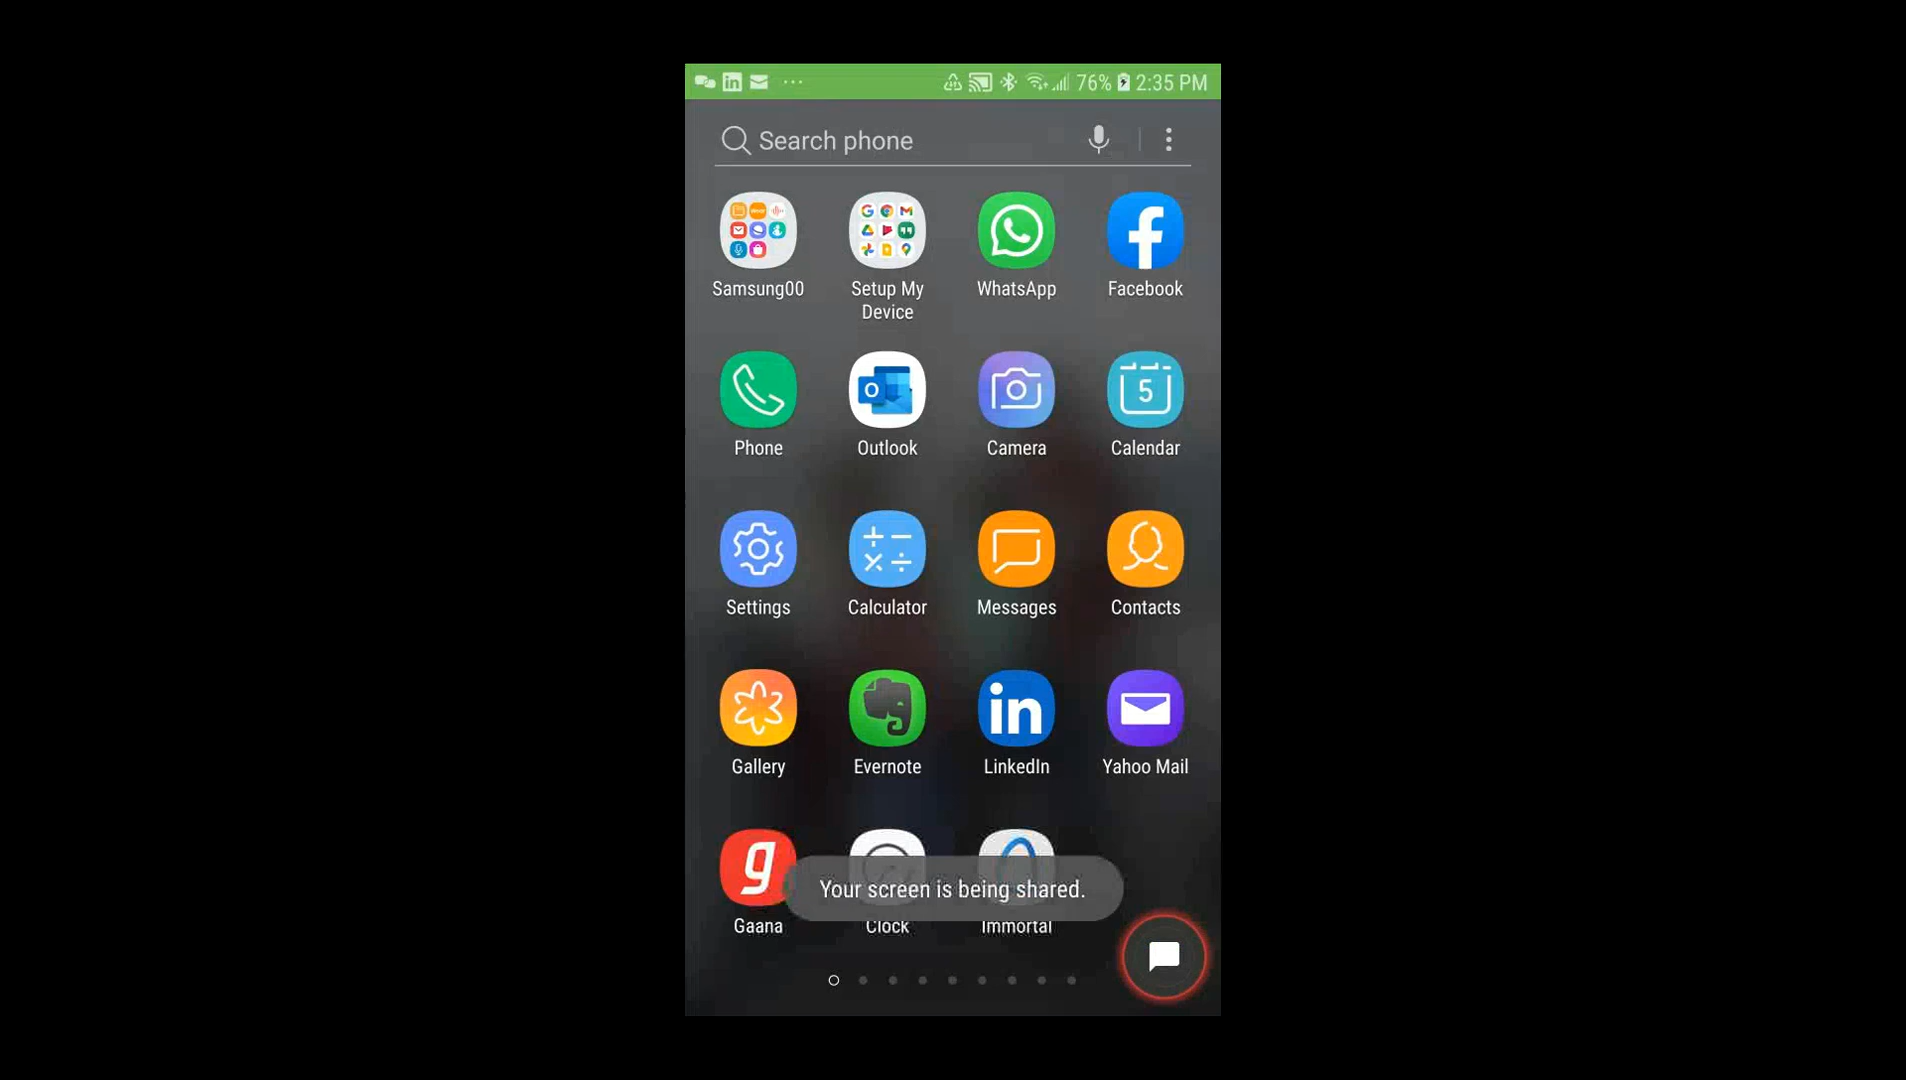 76% 2:35 PM
Search phone
Samsung00
Setup My
Device
WhatsApp
Facebook
Phone
Outlook
5
Camera
Calendar
Settings
Calculator
Messages
Contacts
Gallery
Evernote
in
LinkedIn
Yahoo Mail
g
Your screen is being shared.
Gaana
Clock
Immortal